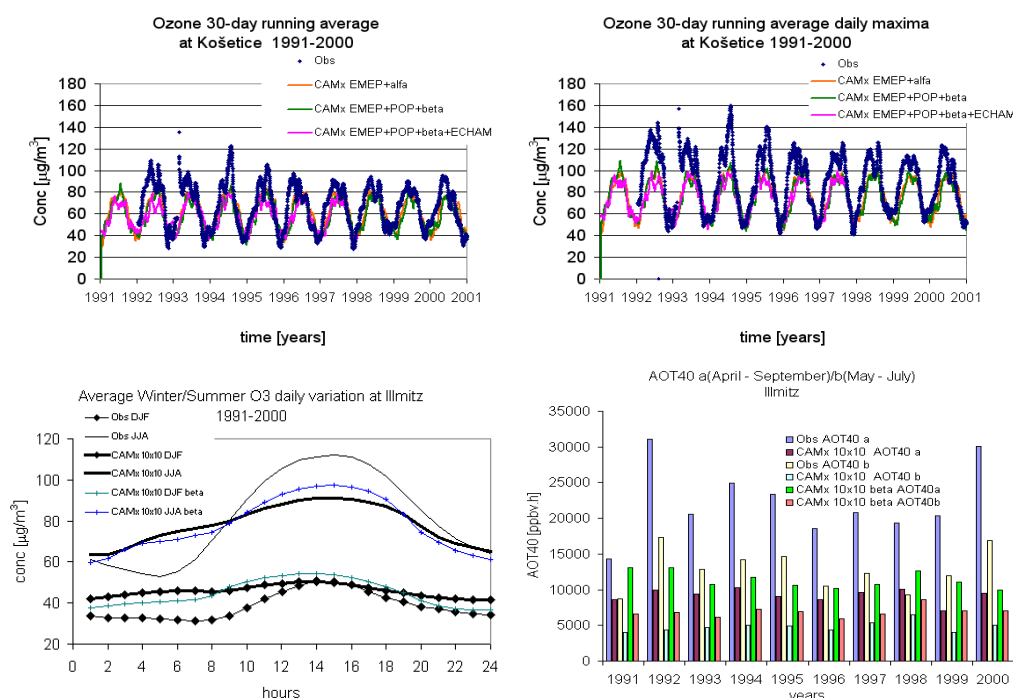 Ozone 30-day running average
at Košetice 1991-2000
Obs
CAMx EMEP+alfa
CAMx EMEP+POP+beta
CAMx EMEP+POP+beta+ECHAM
Conc [µg/m³]
180
160
140
120
100
80
60
40
20
0
1991 1992 1993 1994 1995 1996 1997 1998 1999 2000 2001
time [years]
Ozone 30-day running average daily maxima
at Košetice 1991-2000
Obs
CAMx EMEP+alfa
CAMx EMEP+POP+beta
CAMx EMEP+POP+beta+ECHAM
Conc [µg/m³]
180
160
140
120
100
80
60
40
20
0
1991 1992 1993 1994 1995 1996 1997 1998 1999 2000 2001
time [years]
Average Winter/Summer O3 daily variation at Illmitz
1991-2000
Obs DJF
Obs JJA
CAMx 10x10 DJF
CAMx 10x10 JJA
CAMx 10x10 DJF beta
CAMx 10x10 JJA beta
conc [µg/m³]
120
100
80
60
40
20
0 2 4 6 8 10 12 14 16 18 20 22 24
hours
AOT40 a(April - September)/b(May - July)
Illmitz
Obs AOT40 a
CAMx 10x10 AOT40 a
Obs AOT40 b
CAMx 10x10 AOT40 b
CAMx 10x10 beta AOT40a
CAMx 10x10 beta AOT40b
AOT40 [ppbv.h]
35000
30000
25000
20000
15000
10000
5000
0
1991 1992 1993 1994 1995 1996 1997 1998 1999 2000
years